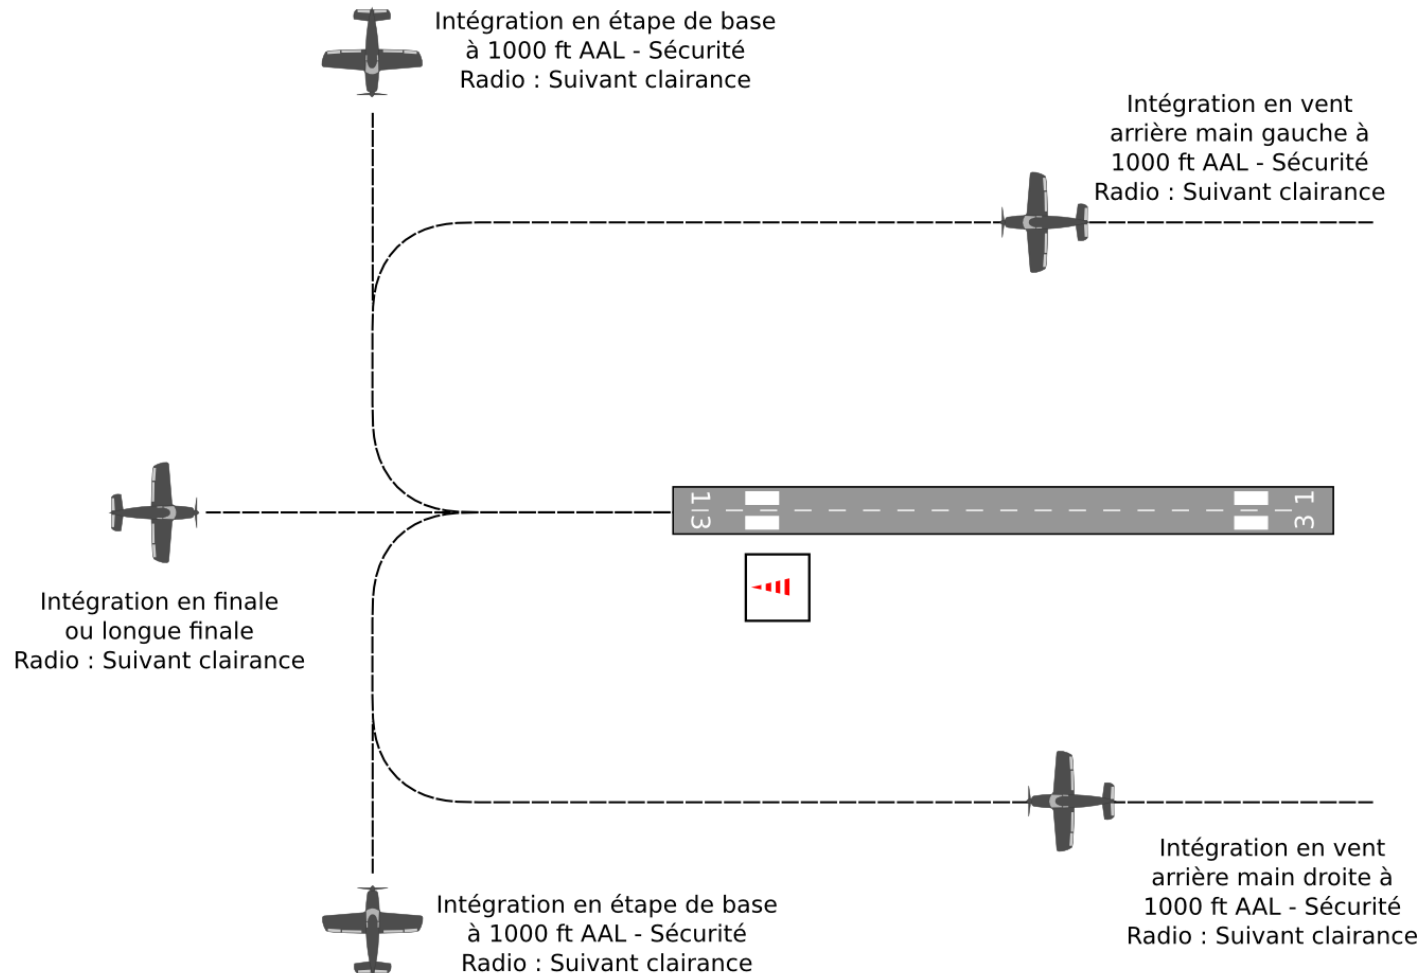 Intégration en étape de base
à 1000 ft AAL - Sécurité
Radio : Suivant clairance
Intégration en vent
arrière main gauche à
1000 ft AAL - Sécurité
Radio : Suivant clairance
13
31
Intégration en finale
ou longue finale
Radio : Suivant clairance
Intégration en vent
arrière main droite à
1000 ft AAL - Sécurité
Radio : Suivant clairance
Intégration en étape de base
à 1000 ft AAL - Sécurité
Radio : Suivant clairance